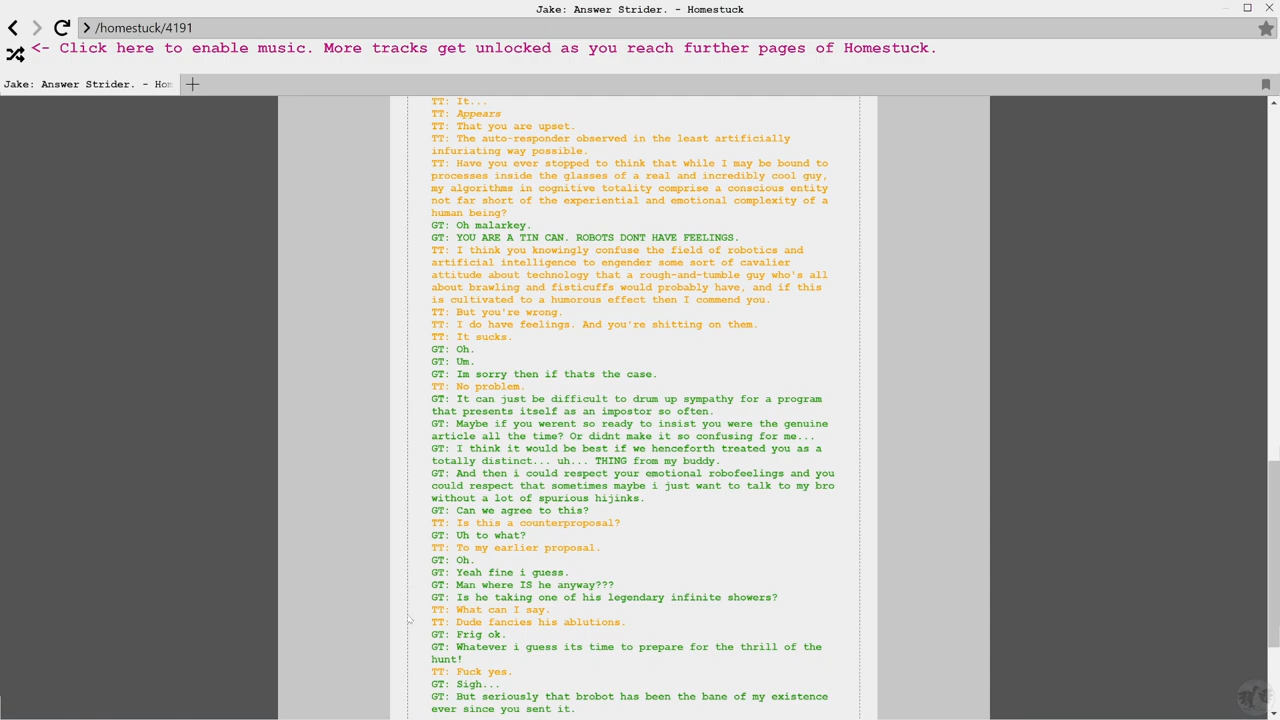 Jake: Answer Strider. - Homestuck
/homestuck/4191
<- Click here to enable music. More tracks get unlocked as you reach further pages of Homestuck.
Jake: Answer Strider. - Hom
TT: It...
TT: Appears
TT: That you are upset.
TT: The auto-responder observed in the least artificially
infuriating way possible.
TT: Have you ever stopped to think that while I may be bound to
processes inside the glasses of a real and incredibly cool guy,
my algorithms in cognitive totality comprise a conscious entity
not far short of the experiential and emotional complexity of a
human being?
GT: Oh malarkey.
GT: YOU ARE A TIN CAN. ROBOTS DONT HAVE FEELINGS.
TT: I think you knowingly confuse the field of robotics and
artificial intelligence to engender some sort of cavalier
attitude about technology that a rough-and-tumble guy who's all
about brawling and fisticuffs would probably have, and if this
is cultivated to a humorous effect then I commend you.
TT: But you're wrong.
TT: I do have feelings. And you're shitting on them.
TT: It sucks.
GT: Oh.
GT: Um.
GT: Im sorry then if thats the case.
TT: No problem.
GT: It can just be difficult to drum up sympathy for a program
that presents itself as an impostor so often.
GT: Maybe if you werent so ready to insist you were the genuine
article all the time? Or didnt make it so confusing for me...
GT: I think it would be best if we henceforth treated you as a
totally distinct... uh... THING from my buddy.
GT: And then i could respect your emotional robofeelings and you
could respect that sometimes maybe i just want to talk to my bro
without a lot of spurious hijinks.
GT: Can we agree to this?
TT: Is this a counterproposal?
GT: Uh to what?
TT: To my earlier proposal.
GT: Oh.
GT: Yeah fine i guess.
GT: Man where IS he anyway???
GT: Is he taking one of his legendary infinite showers?
TT: What can I say.
TT: Dude fancies his ablutions.
GT: Frig ok.
GT: Whatever i guess its time to prepare for the thrill of the
hunt!
TT: Fuck yes.
GT: Sigh...
GT: But seriously that brobot has been the bane of my existence
ever since you sent it.